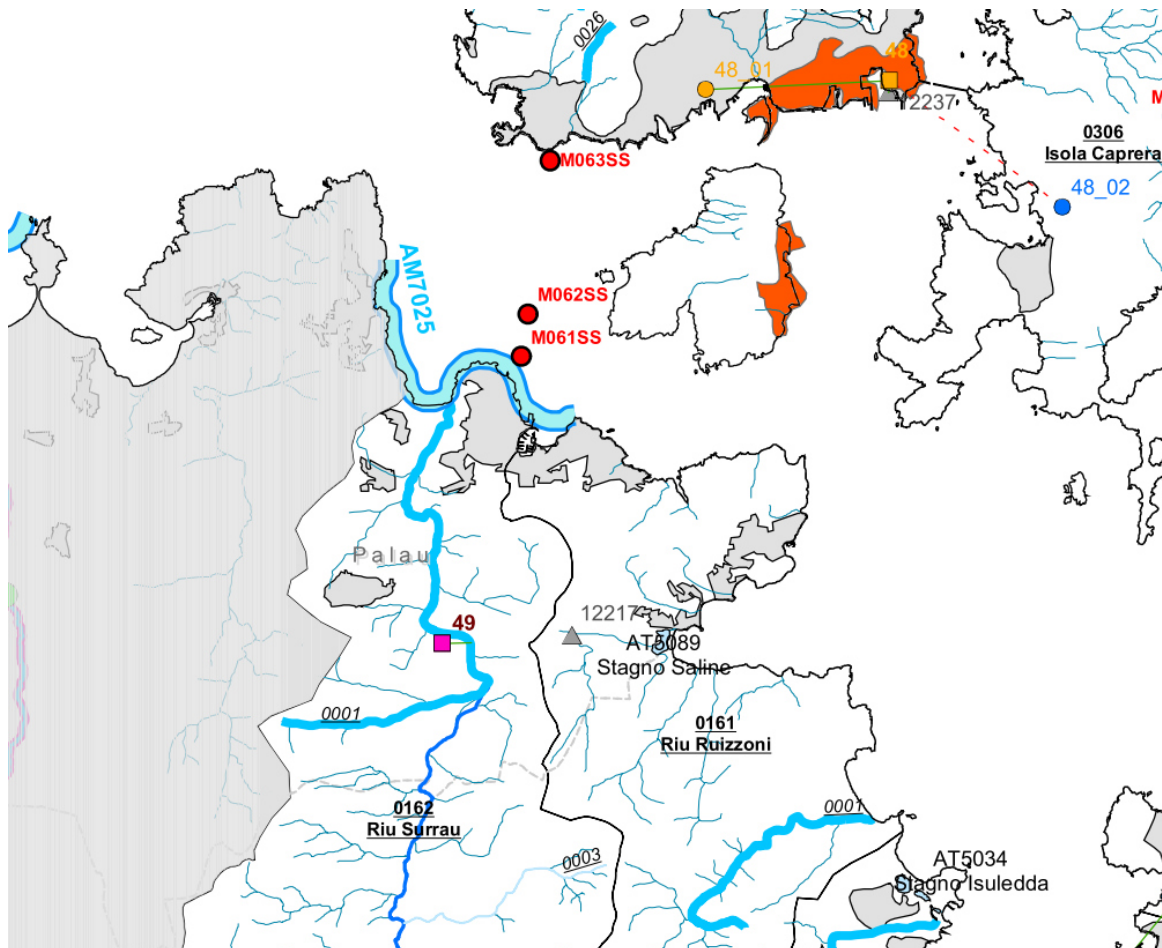 0026
48_01
48
12237
M
0306
Isola Caprera
48_02
M063SS
AM7025
M062SS
M061SS
Palau
49
12217
AT5089
Stagno Saline
0001
0161
Riu Ruizzoni
0162
Riu Surrau
0003
0001
AT5034
Stagno Isuledda